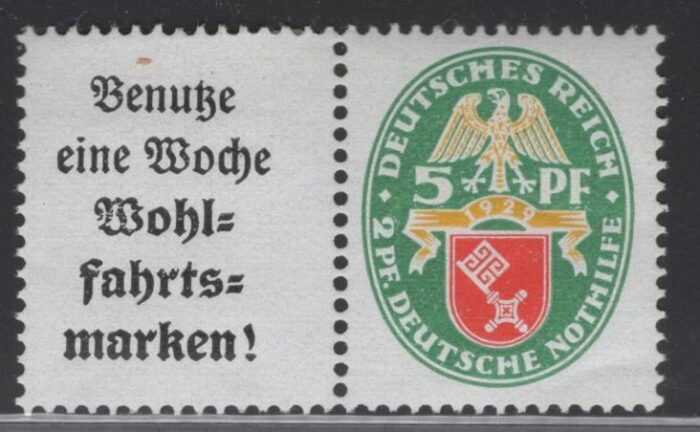 Benutze
eine Woche
Wohl=
fahrts=
marken!
DEUTSCHES REICH
5 PF
1929
2 PF. DEUTSCHE NOTHILFE